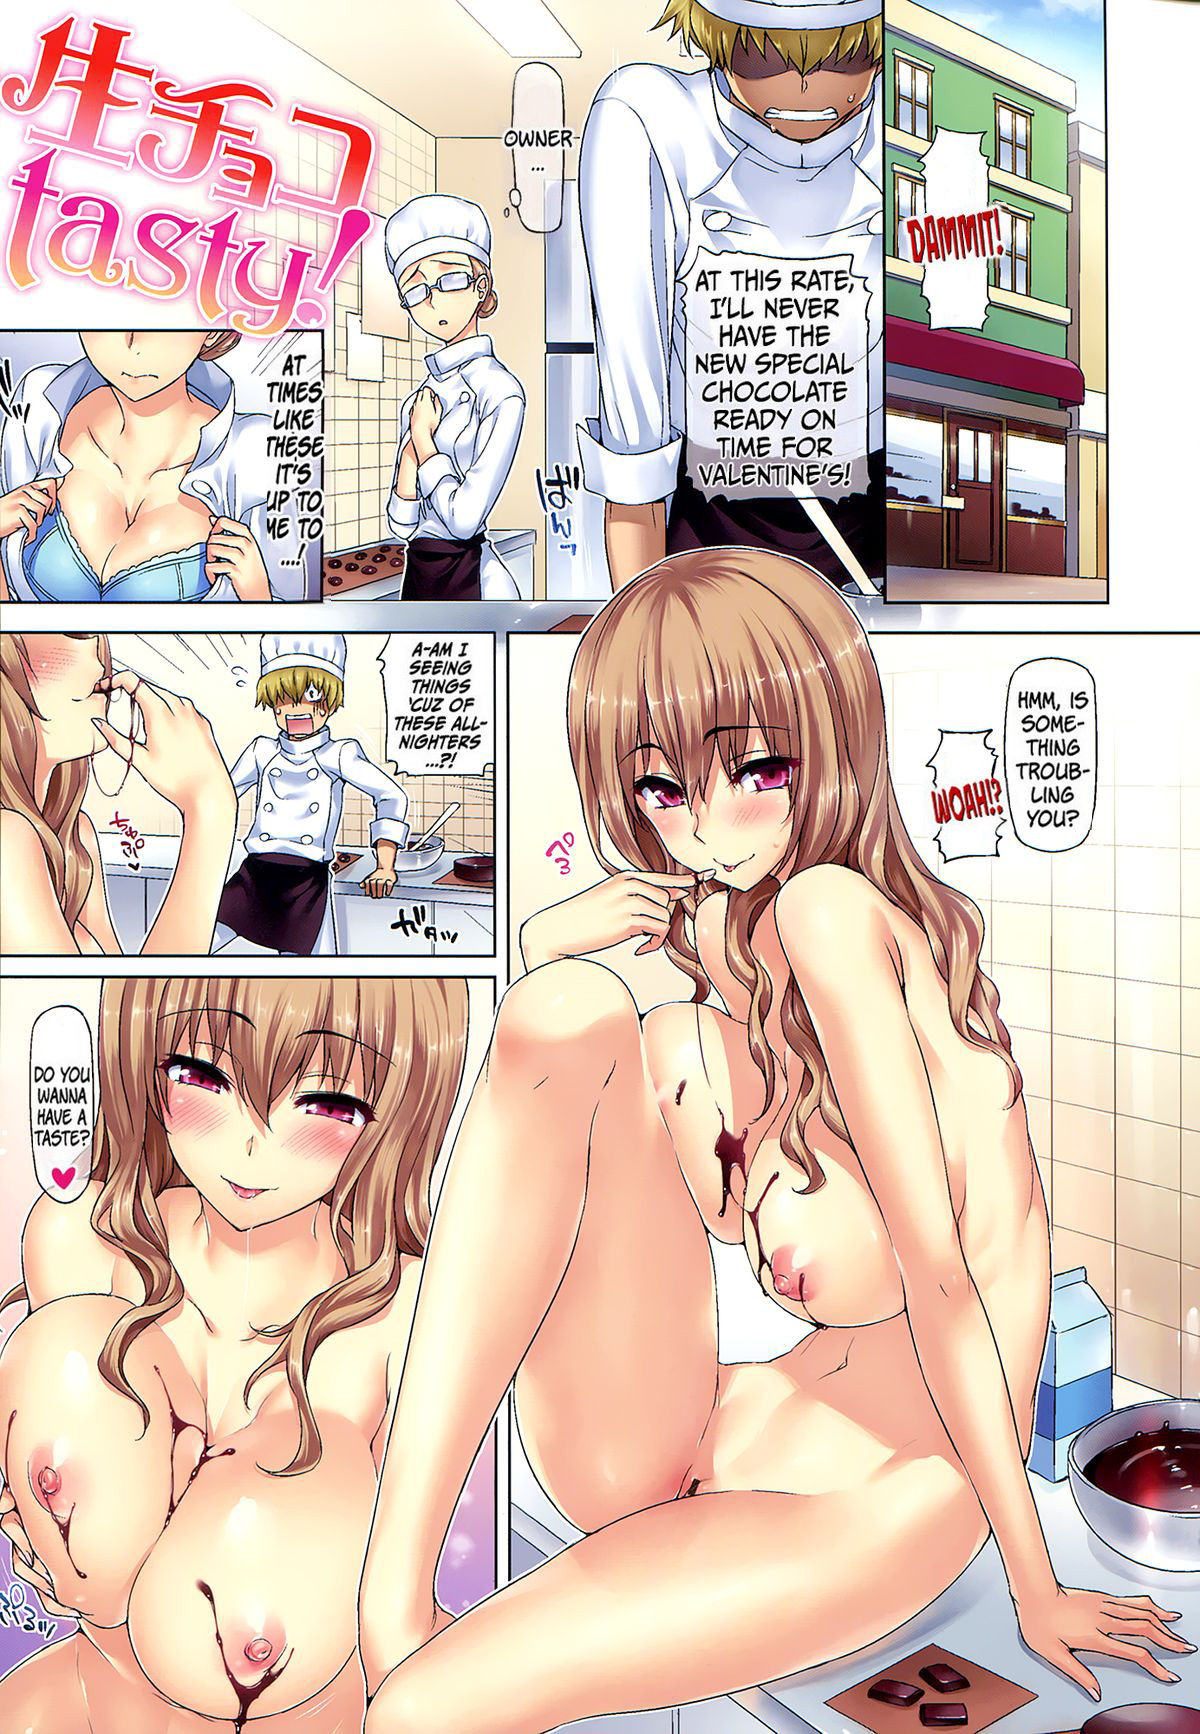 生チョコ
tasty!
DAMMIT!
AT THIS RATE,
I'LL NEVER
HAVE THE
NEW SPECIAL
CHOCOLATE
READY ON
TIME FOR
VALENTINE'S!
OWNER
...
AT
TIMES
LIKE
THESE
IT'S
UP TO
ME TO
...!
HMM, IS
SOME-
THING
TROUB-
LING
YOU?
WOAH!?
A-AM I
SEEING
THINGS
'CUZ OF
THESE ALL-
NIGHTERS
...?!
DO YOU
WANNA
HAVE A
TASTE?
♥